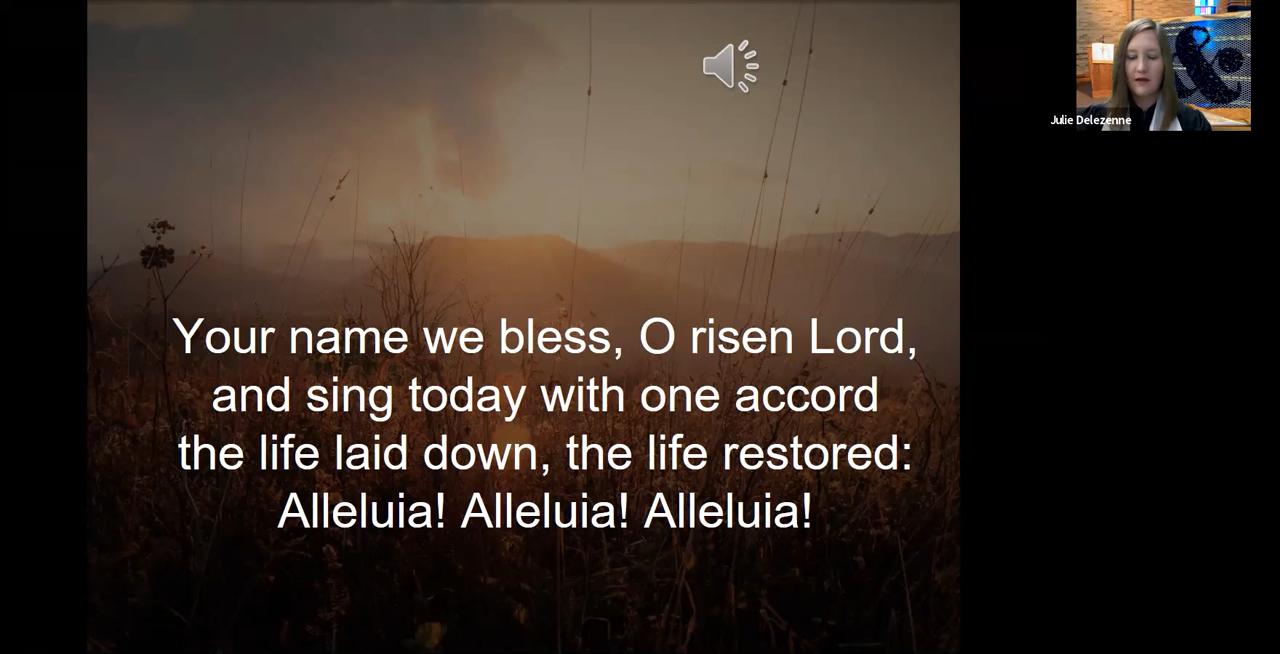 Julie Delezenne
Your name we bless, O risen Lord,
and sing today with one accord
the life laid down, the life restored:
Alleluia! Alleluia! Alleluia!